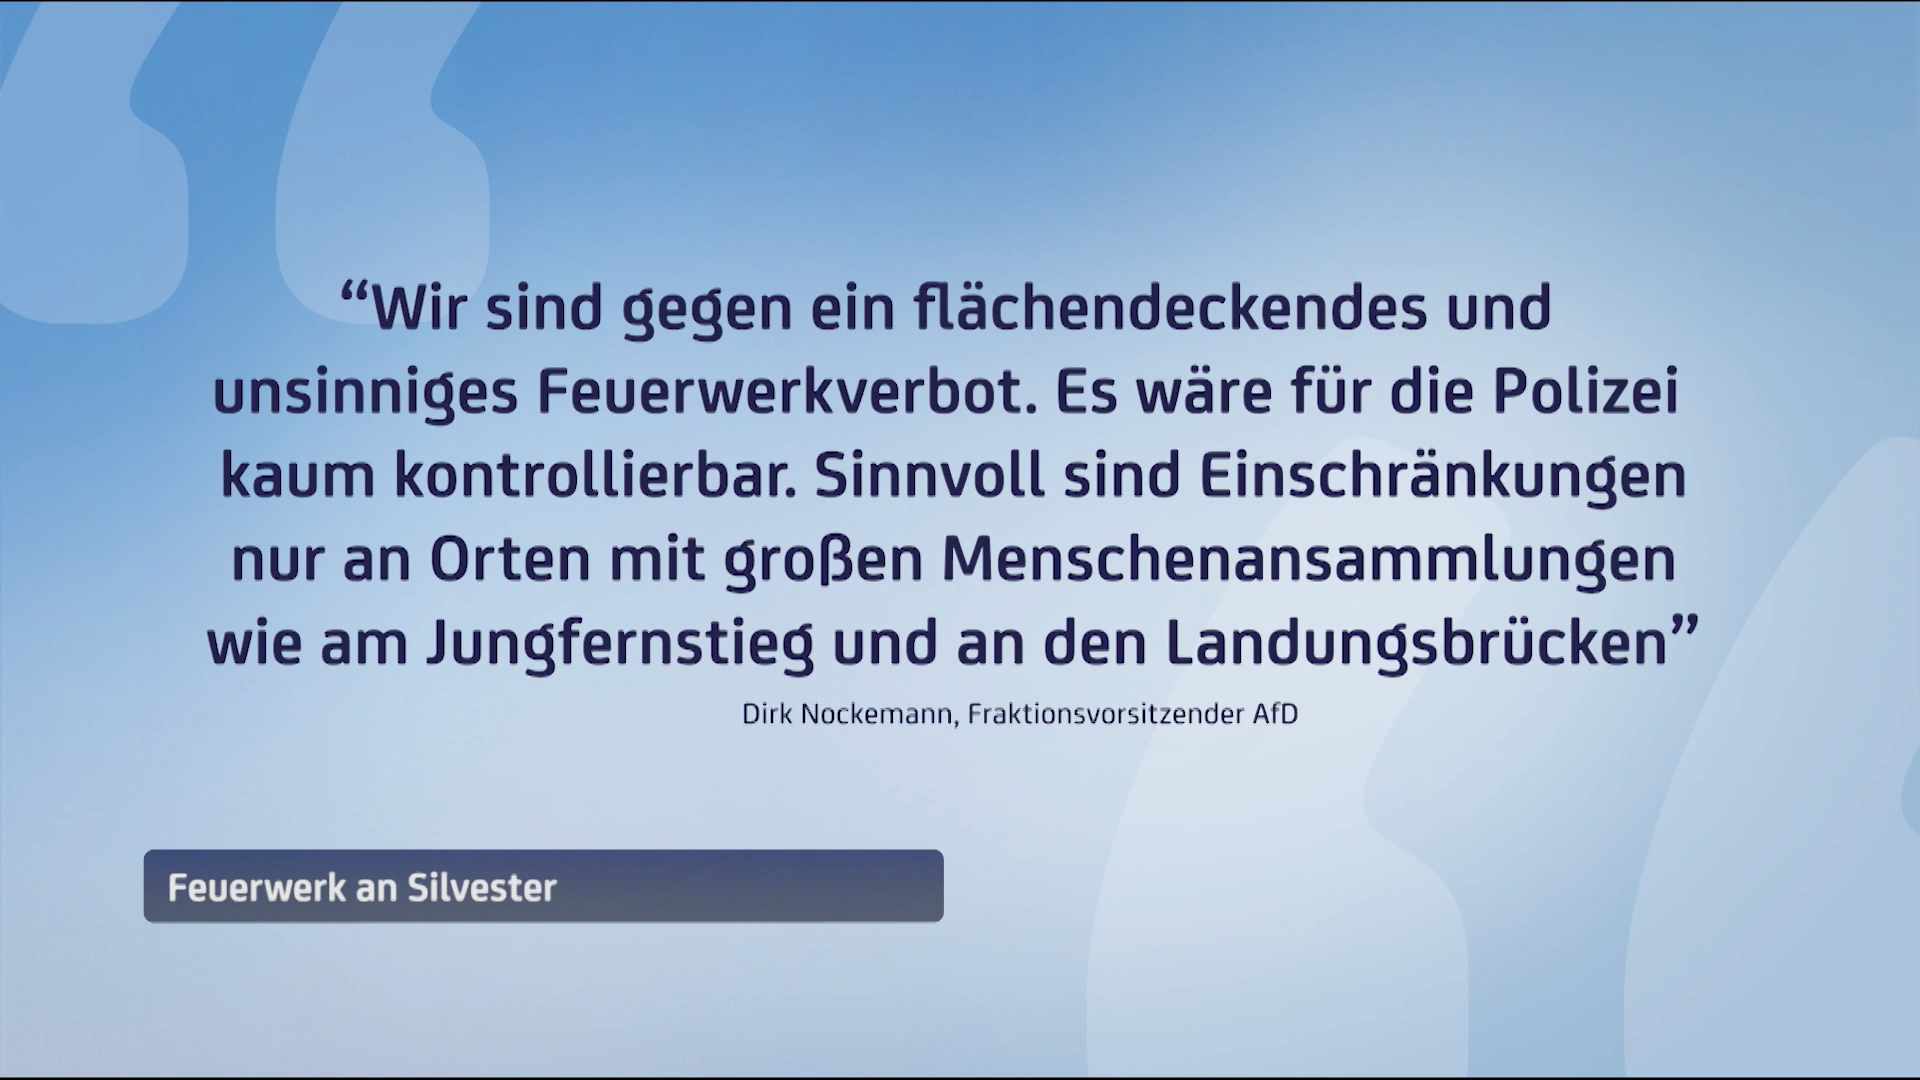 “Wir sind gegen ein flächendeckendes und
unsinniges Feuerwerkverbot. Es wäre für die Polizei
kaum kontrollierbar. Sinnvoll sind Einschränkungen
nur an Orten mit großen Menschenansammlungen
wie am Jungfernstieg und an den Landungsbrücken”
Dirk Nockemann, Fraktionsvorsitzender AfD
Feuerwerk an Silvester